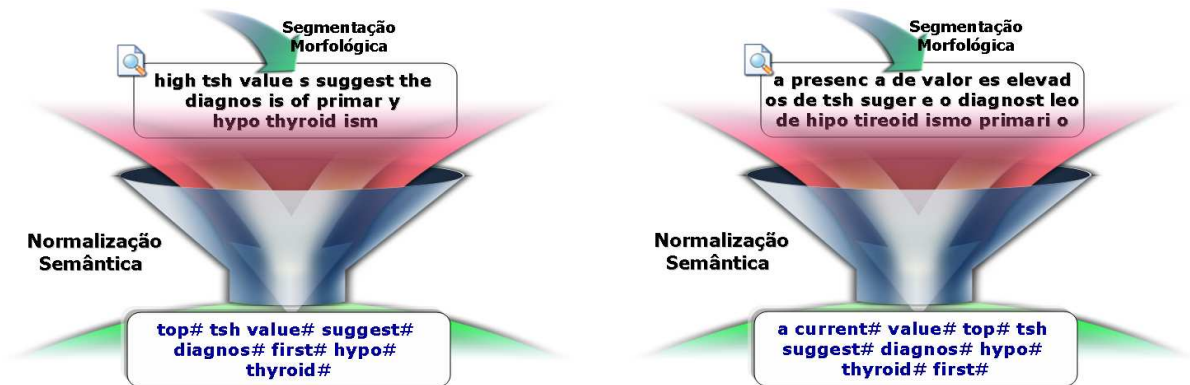 Segmentação
Morfológica
high tsh value s suggest the
diagnos is of primar y
hypo thyroid ism
Normalização
Semântica
top# tsh value# suggest#
diagnos# first# hypo#
thyroid#
Segmentação
Morfológica
a presenc a de valor es elevad
os de tsh suger e o diagnost leo
de hipo tireoid ismo primari o
Normalização
Semântica
a current# value# top# tsh
suggest# diagnos# hypo#
thyroid# first#